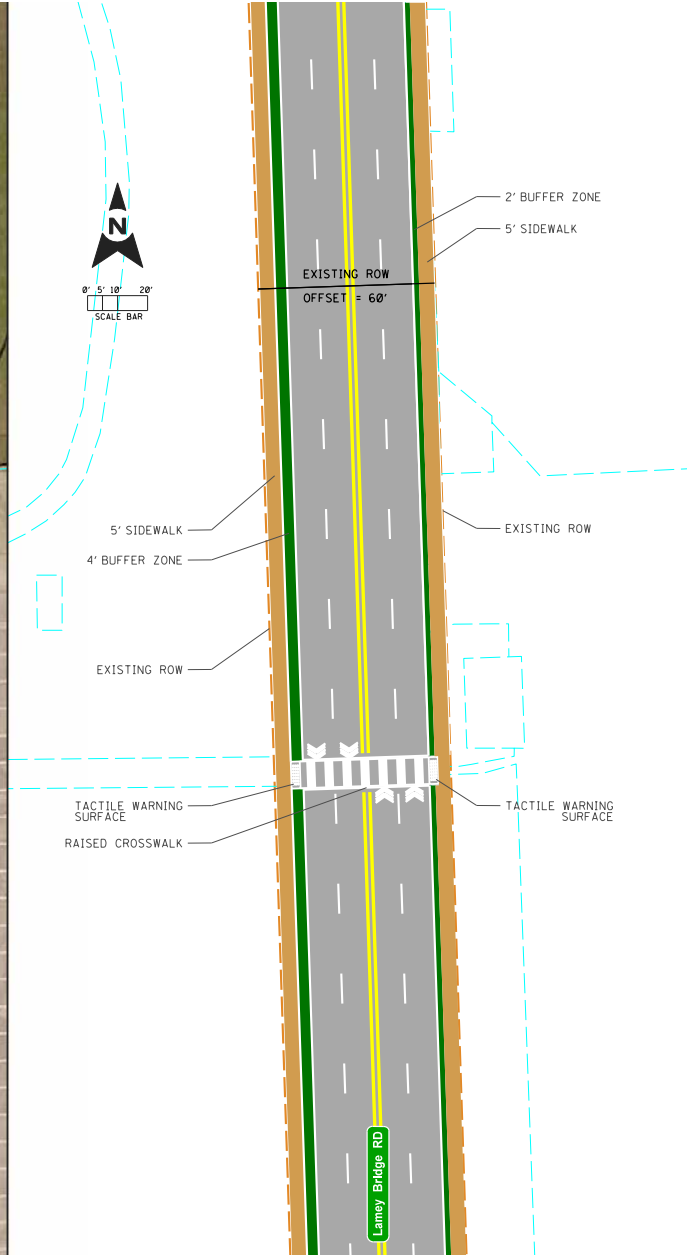 2' BUFFER ZONE
5' SIDEWALK
N
EXISTING ROW
0' 5' 10' 20'
OFFSET = 60'
SCALE BAR
5' SIDEWALK
EXISTING ROW
4' BUFFER ZONE
EXISTING ROW
TACTILE WARNING
SURFACE
TACTILE WARNING
SURFACE
RAISED CROSSWALK
Lamey Bridge RD